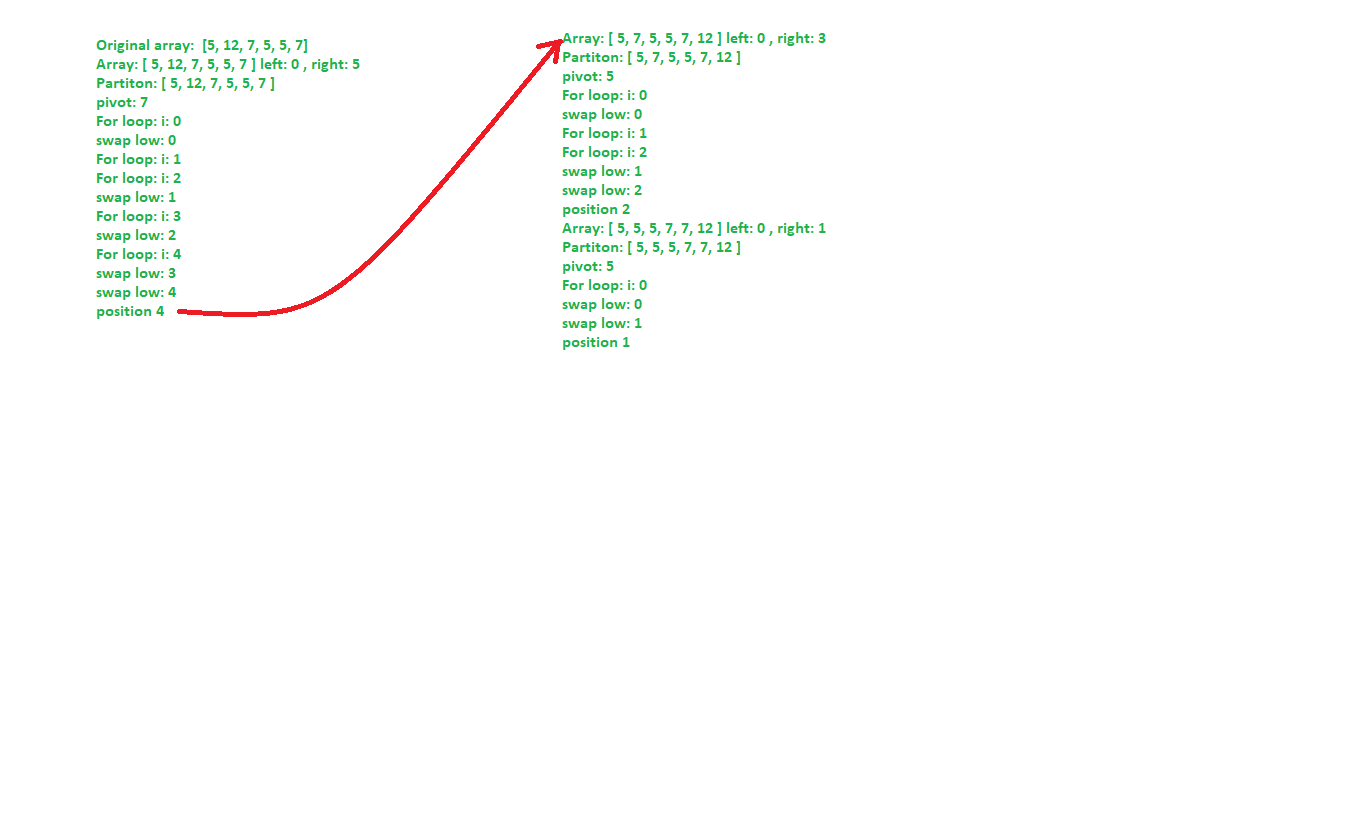 Original array:  [5, 12, 7, 5, 5, 7]
Array: [ 5, 12, 7, 5, 5, 7 ] left: 0 , right: 5
Partiton: [ 5, 12, 7, 5, 5, 7 ]
pivot: 7
For loop: i: 0
swap low: 0
For loop: i: 1
For loop: i: 2
swap low: 1
For loop: i: 3
swap low: 2
For loop: i: 4
swap low: 3
swap low: 4
position 4
Array: [ 5, 7, 5, 5, 7, 12 ] left: 0 , right: 3
Partiton: [ 5, 7, 5, 5, 7, 12 ]
pivot: 5
For loop: i: 0
swap low: 0
For loop: i: 1
For loop: i: 2
swap low: 1
swap low: 2
position 2
Array: [ 5, 5, 5, 7, 7, 12 ] left: 0 , right: 1
Partiton: [ 5, 5, 5, 7, 7, 12 ]
pivot: 5
For loop: i: 0
swap low: 0
swap low: 1
position 1